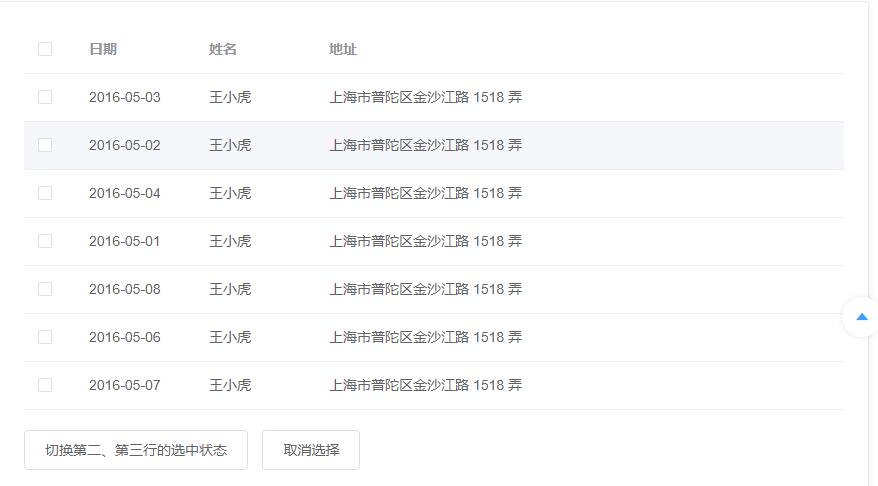 日期 姓名 地址
2016-05-03 王小虎 上海市普陀区金沙江路 1518 弄
2016-05-02 王小虎 上海市普陀区金沙江路 1518 弄
2016-05-04 王小虎 上海市普陀区金沙江路 1518 弄
2016-05-01 王小虎 上海市普陀区金沙江路 1518 弄
2016-05-08 王小虎 上海市普陀区金沙江路 1518 弄
2016-05-06 王小虎 上海市普陀区金沙江路 1518 弄
2016-05-07 王小虎 上海市普陀区金沙江路 1518 弄
切换第二、第三行的选中状态 取消选择